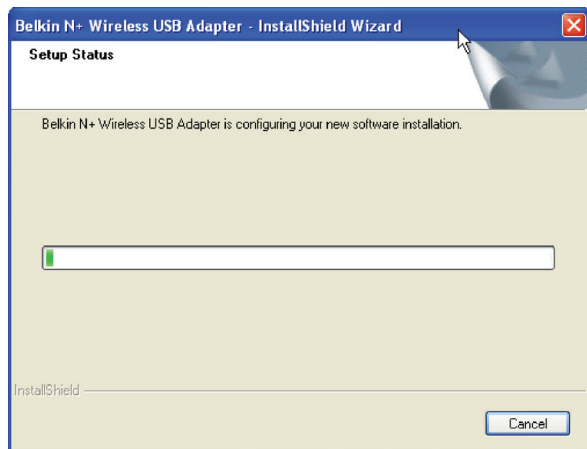 Belkin N+ Wireless USB Adapter - InstallShield Wizard
Setup Status
Belkin N+ Wireless USB Adapter is configuring your new software installation.
InstallShield
Cancel